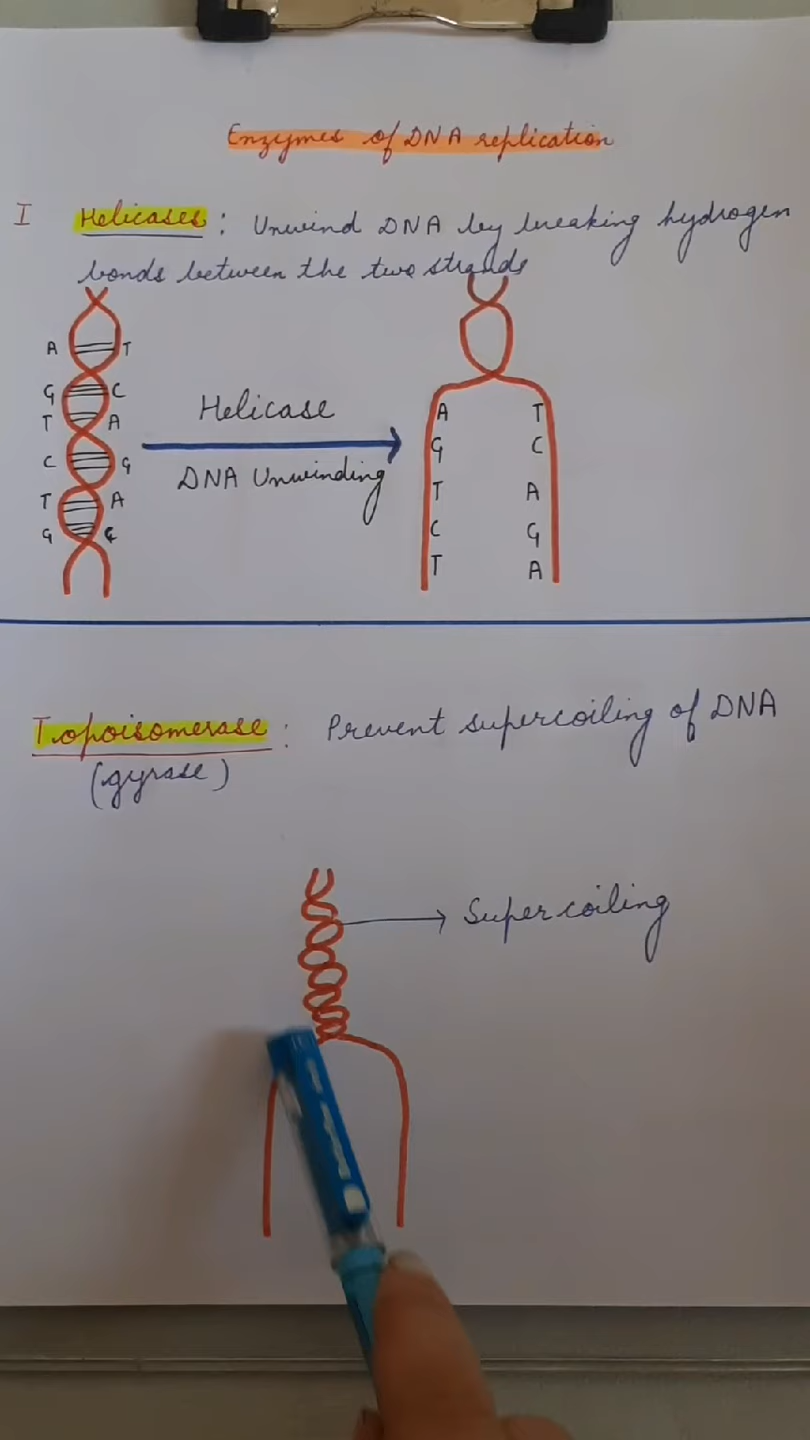 Enzymes of DNA replication
I Helicases : Unwind DNA by breaking hydrogen
bonds between the two strands
A T
G C
T A
C G
T A
G
Helicase
DNA Unwinding
A T
G C
T A
C G
T A
Topoisomerase : Prevent supercoiling of DNA
(gyrase)
Supercoiling